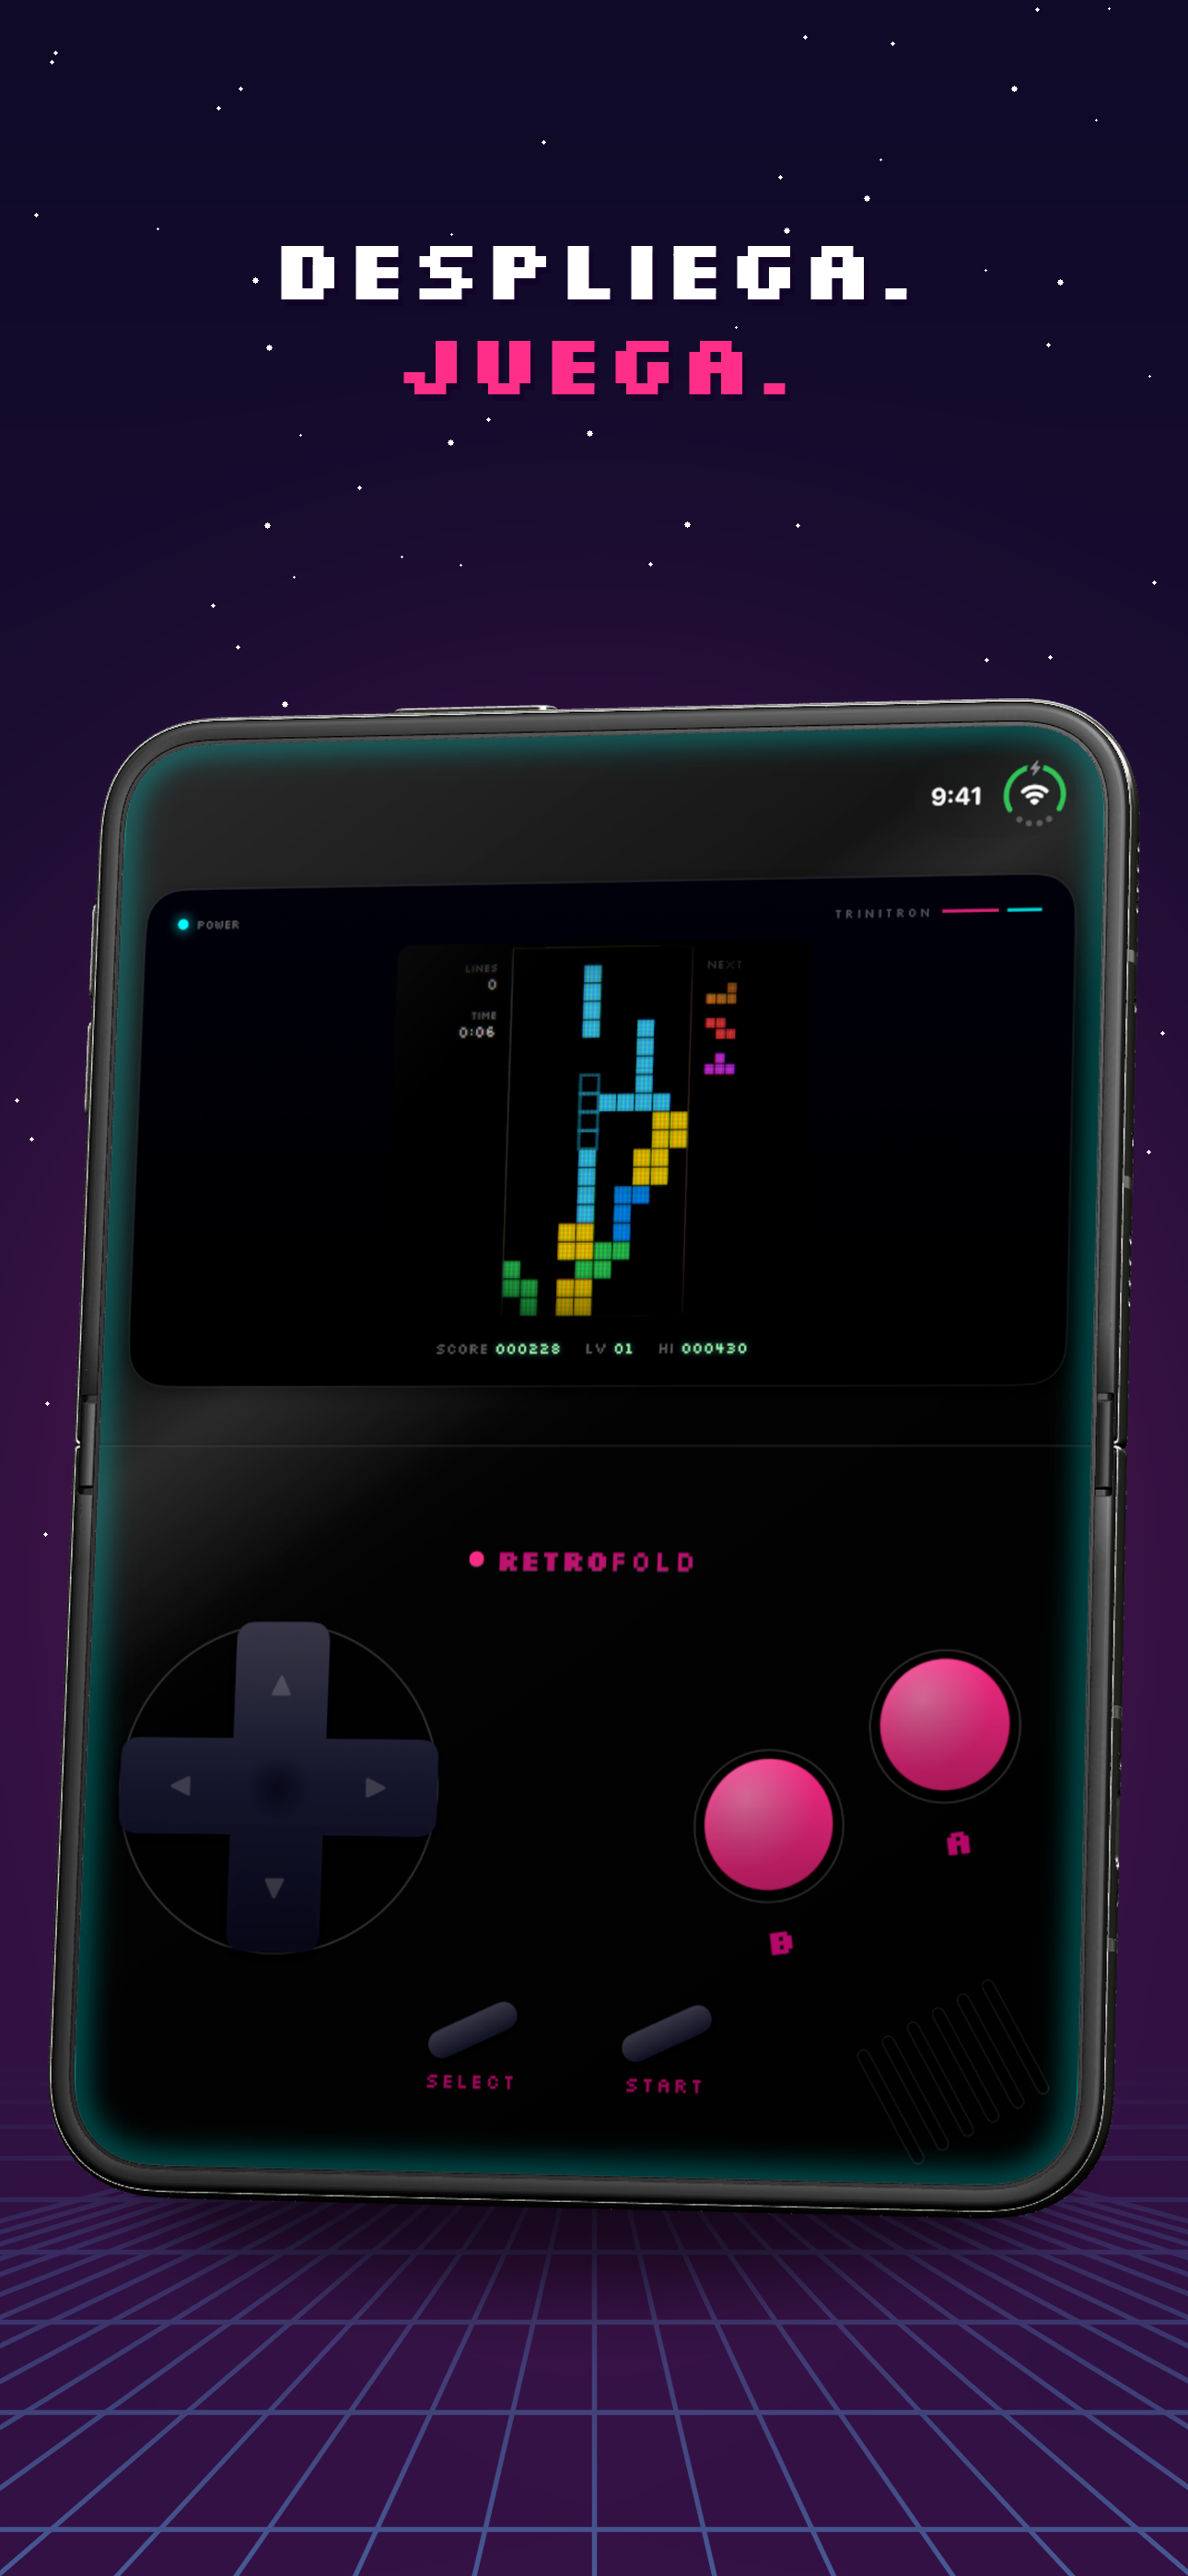 DESPLIEGA.
JUEGA.
9:41
POWER
TRINITRON
LINES
0
NEXT
TIME
0:06
SCORE 000228 LV 01 HI 000430
RETROFOLD
A
B
SELECT
START